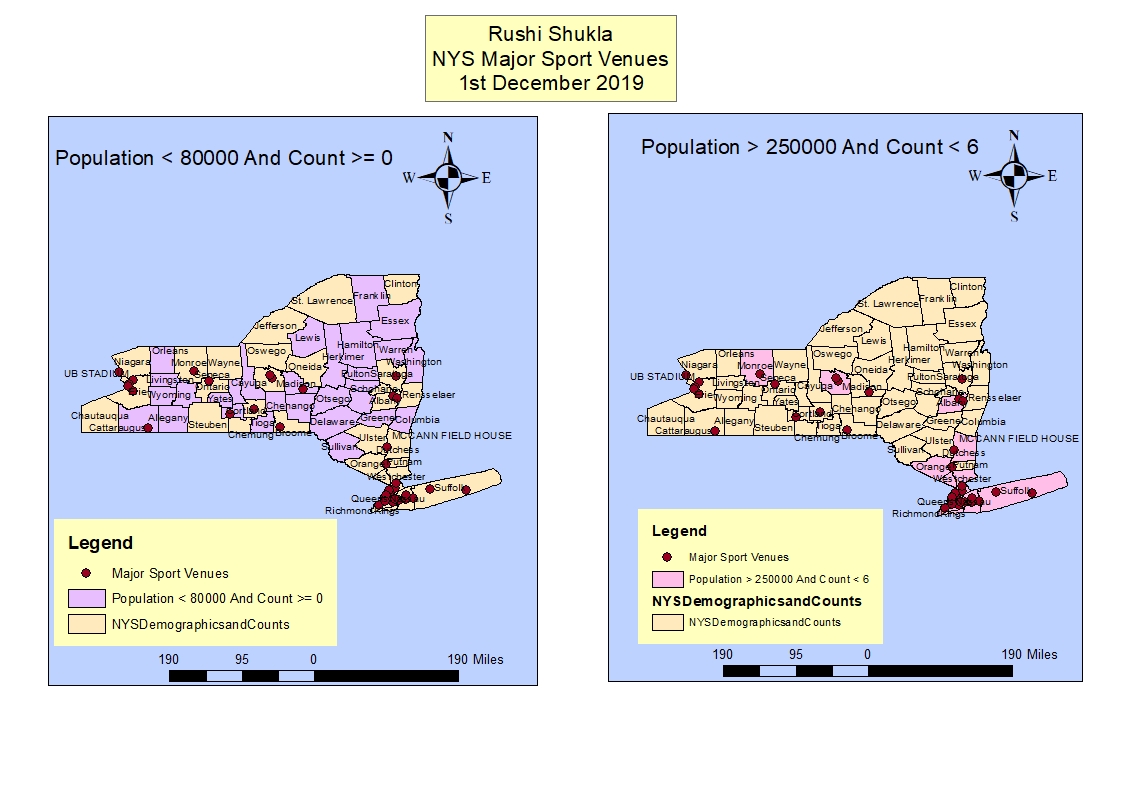 Rushi Shukla
NYS Major Sport Venues
1st December 2019
Population < 80000 And Count >= 0
N
W
E
S
Clinton
Franklin
St. Lawrence
Essex
Jefferson
Lewis
Hamilton
Warren
Herkimer
Washington
Orleans
Oswego
Niagara
Monroe
Wayne
Oneida
Fulton
Saratoga
UB STADIUM
Livingston
Seneca
Ontario
Cayuga
Madison
Wyoming
Yates
Otsego
Albany
Rensselaer
Chautauqua
Allegany
Steuben
Cortland
Tioga
Chenango
Delaware
Greene
Columbia
Cattaraugus
Chemung
Broome
Ulster
MCCANN FIELD HOUSE
Sullivan
Dutchess
Orange
Putnam
Westchester
Suffolk
Queens
Richmond
Kings
Legend
Major Sport Venues
Population < 80000 And Count >= 0
NYSDemographicsandCounts
190 95 0 190 Miles
Population > 250000 And Count < 6
N
W
E
S
Clinton
Franklin
St. Lawrence
Essex
Jefferson
Lewis
Hamilton
Warren
Herkimer
Washington
Orleans
Oswego
Niagara
Monroe
Wayne
Oneida
Fulton
Saratoga
UB STADIUM
Livingston
Seneca
Ontario
Cayuga
Madison
Wyoming
Yates
Otsego
Albany
Rensselaer
Chautauqua
Allegany
Steuben
Cortland
Tioga
Chenango
Delaware
Greene
Columbia
Cattaraugus
Chemung
Broome
Ulster
MCCANN FIELD HOUSE
Sullivan
Dutchess
Orange
Putnam
Westchester
Suffolk
Queens
Richmond
Kings
Legend
Major Sport Venues
Population > 250000 And Count < 6
NYSDemographicsandCounts
NYSDemographicsandCounts
190 95 0 190 Miles